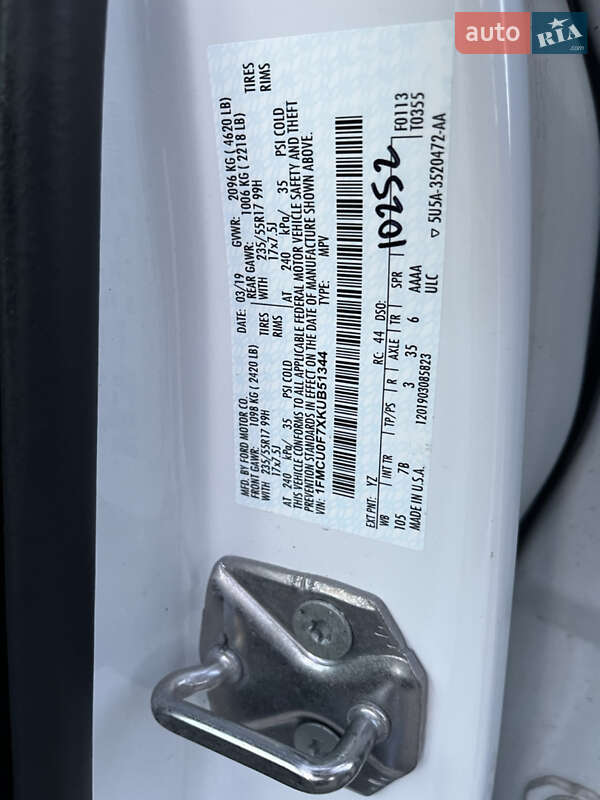 auto RIA .com
MFD. BY FORD MOTOR CO. DATE: 03/19 GVWR: 2096 KG ( 4620 LB)
FRONT GAWR: 1098 KG (2420 LB) REAR GAWR: 1006 KG ( 2218 LB)
WITH 235/55R17 99H TIRES WITH 235/55R17 99H TIRES
17x7.5J RIMS 17x7.5J RIMS
AT 240 kPa/ 35 PSI COLD AT 240 kPa/ 35 PSI COLD
THIS VEHICLE CONFORMS TO ALL APPLICABLE FEDERAL MOTOR VEHICLE SAFETY AND THEFT
PREVENTION STANDARDS IN EFFECT ON THE DATE OF MANUFACTURE SHOWN ABOVE.
VIN: 1FMCU0F7XKUB51344 TYPE: MPV
10252
F0113
T0355
EXT PNT: YZ RC: 44 DSO:
WB INT TR TP/PS R AXLE TR SPR
105 7B 3 35 6 AAAA
MADE IN U.S.A. 1201903085823 ULC
▽ 5U5A-3520472-AA